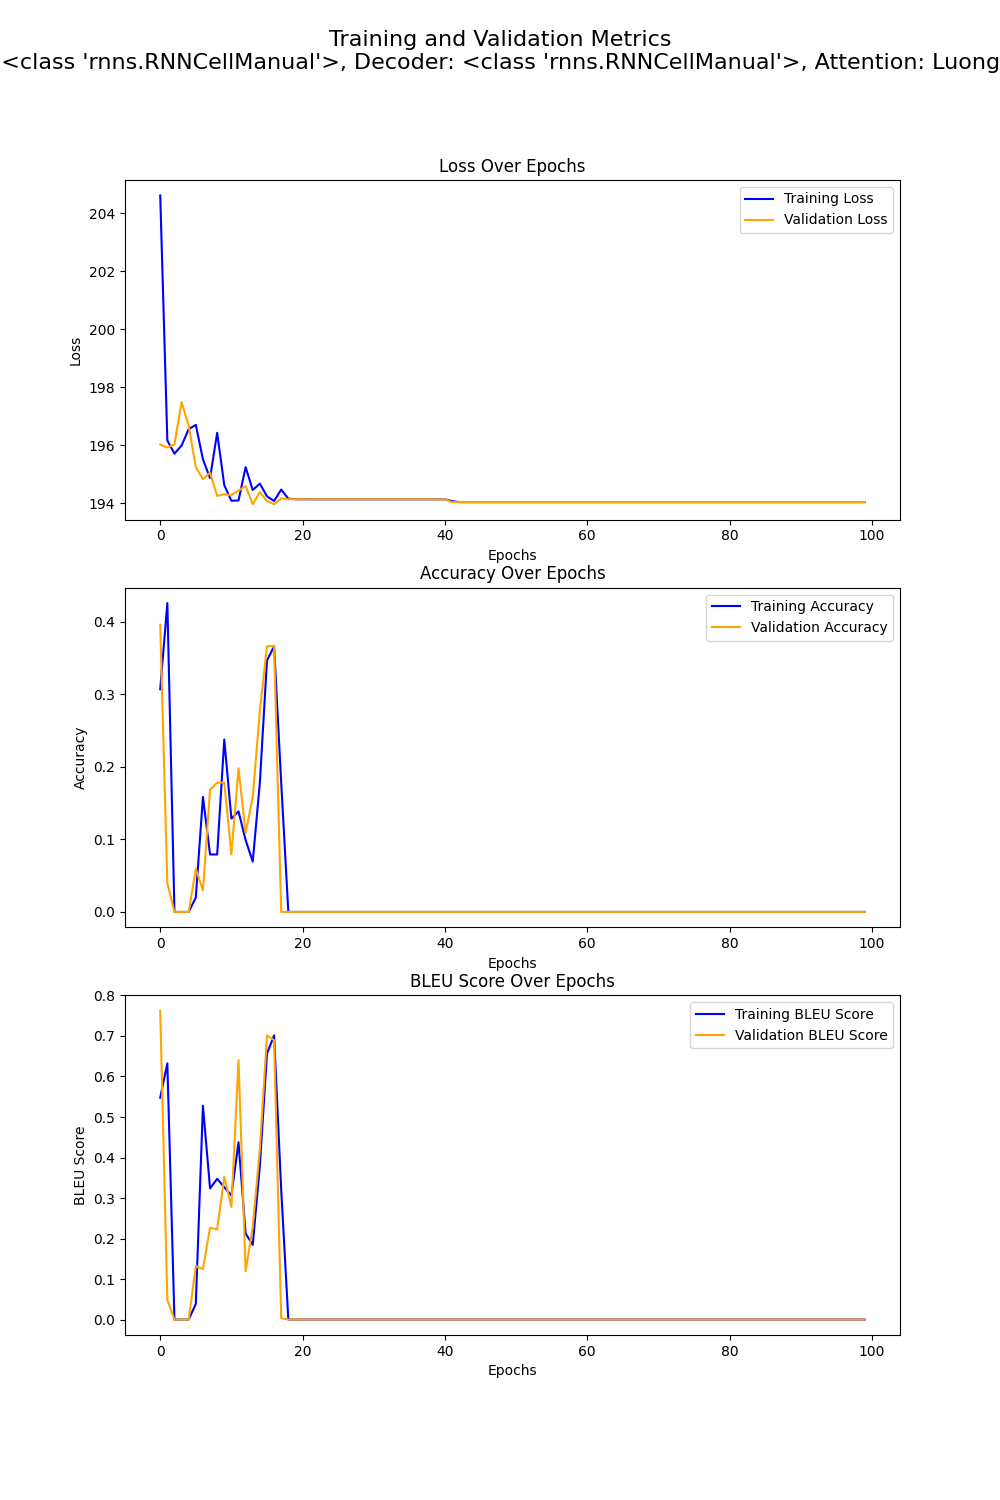 Training and Validation Metrics
<class 'rnns.RNNCellManual'>, Decoder: <class 'rnns.RNNCellManual'>, Attention: Luong
Loss Over Epochs
Training Loss
Validation Loss
204
202
200
198
196
194
Loss
0 20 40 60 80 100
Epochs
Accuracy Over Epochs
Training Accuracy
Validation Accuracy
0.4
0.3
0.2
0.1
0.0
Accuracy
0 20 40 60 80 100
Epochs
BLEU Score Over Epochs
Training BLEU Score
Validation BLEU Score
0.8
0.7
0.6
0.5
0.4
0.3
0.2
0.1
0.0
BLEU Score
0 20 40 60 80 100
Epochs